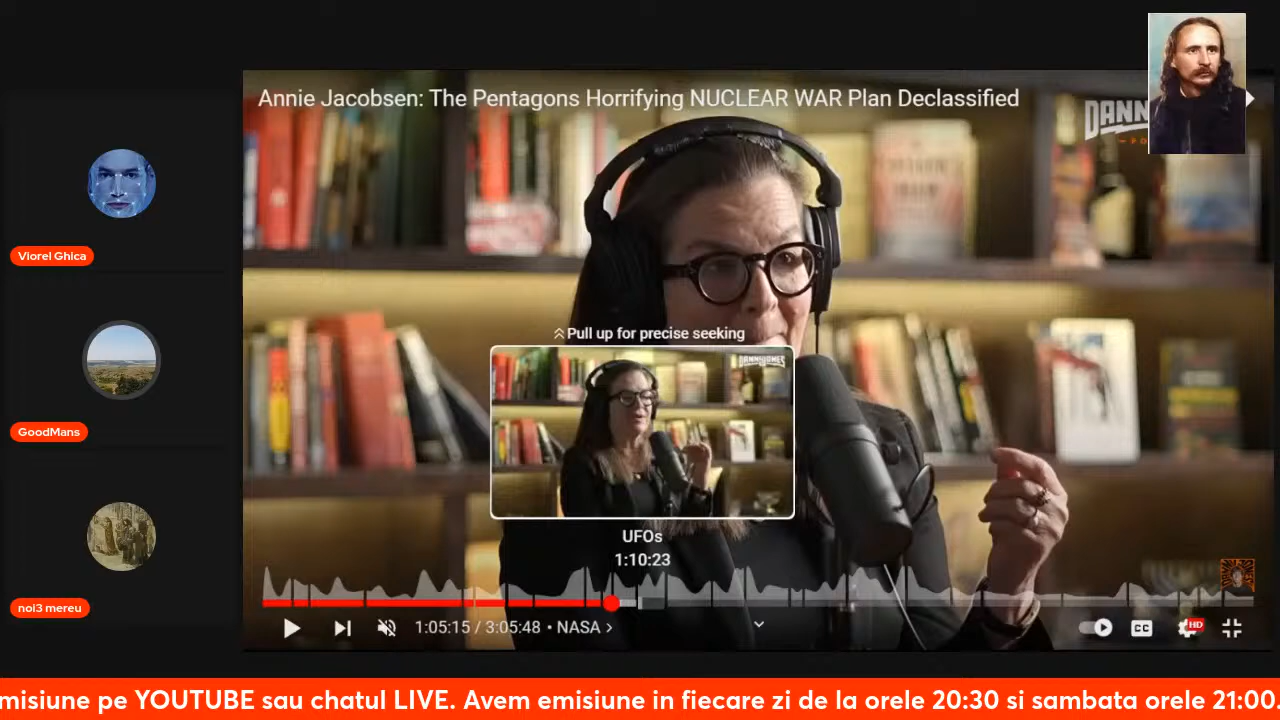 Annie Jacobsen: The Pentagons Horrifying NUCLEAR WAR Plan Declassified
Viorel Ghica
Pull up for precise seeking
GoodMans
UFOs
1:10:23
noi3 mereu
1:05:15 / 3:05:48 • NASA ›
CC
HD
misiune pe YOUTUBE sau chatul LIVE. Avem emisiune in fiecare zi de la orele 20:30 si sambata orele 21:00.